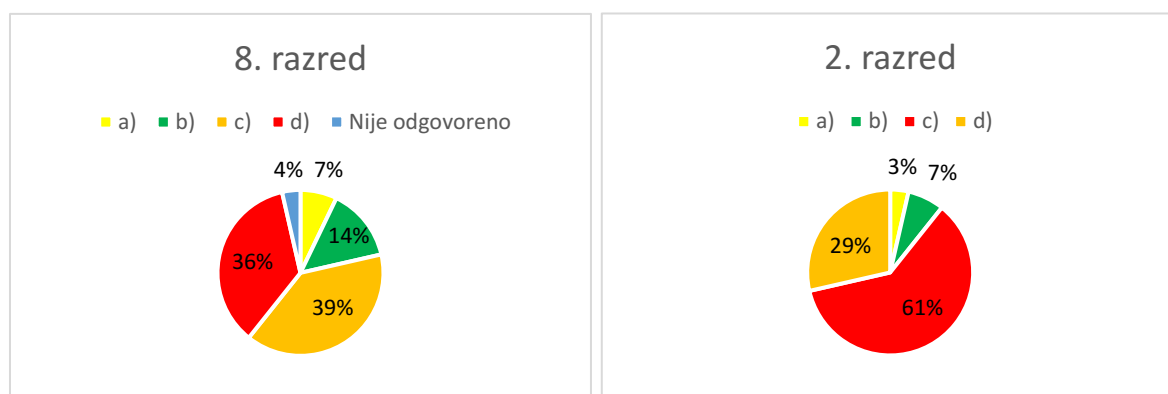 8. razred
a) b) c) d) Nije odgovoreno
4% 7%
14%
36%
39%
2. razred
a) b) c) d)
3% 7%
29%
61%